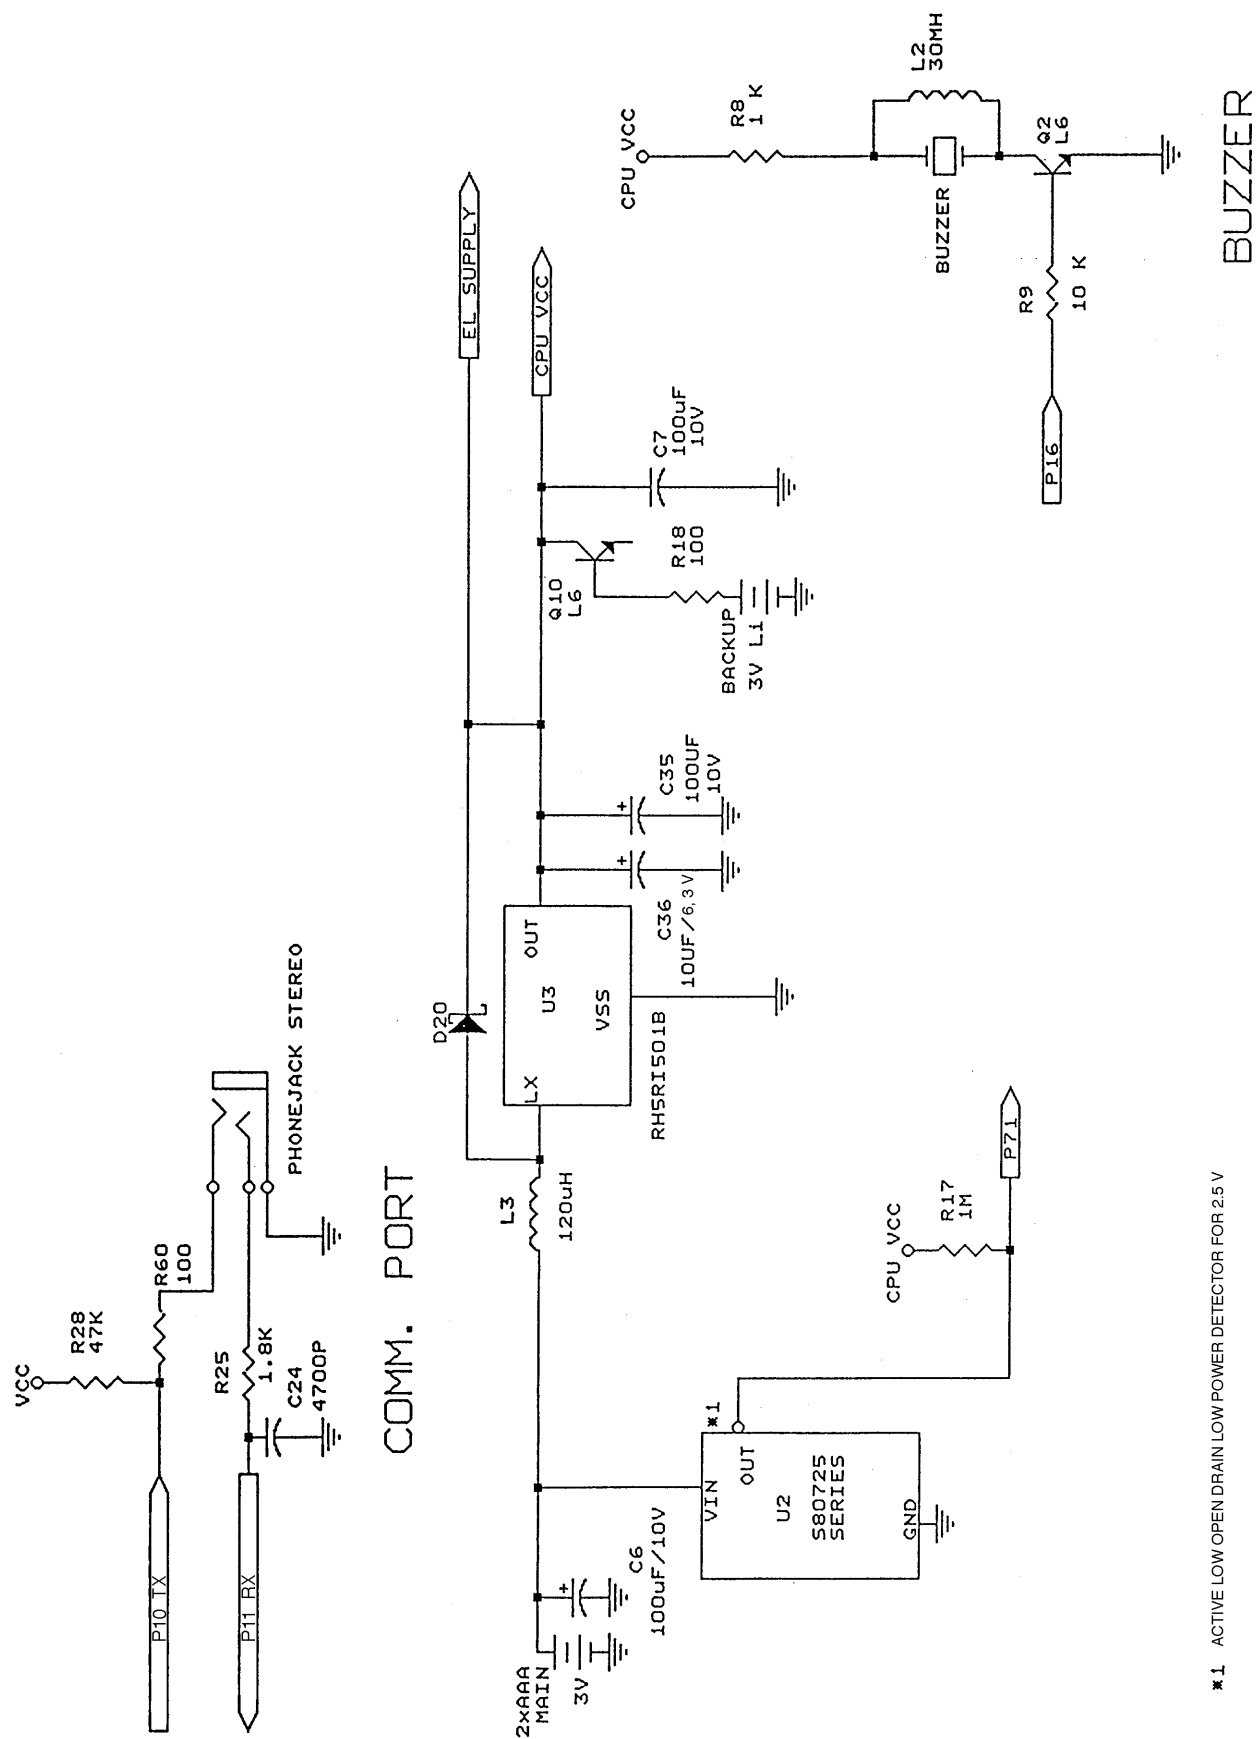 VCC
R28
47K
R60
100
P10 TX
P11 RX
R25
1.8K
C24
4700P
PHONEJACK STEREO
COMM. PORT
2xAAA
MAIN
3V
C6
100uF/10V
L3
120uH
D20
LX
OUT
U3
VSS
RH5RI501B
C36
10UF/6,3 V
C35
100UF
10V
EL SUPPLY
CPU VCC
Q10
L6
R18
100
BACKUP
3V Li
C7
100uF
10V
VIN
OUT
*1
U2
S80725
SERIES
GND
CPU VCC
R17
1M
P71
CPU VCC
R8
1 K
L2
30MH
BUZZER
Q2
L6
R9
10 K
P16
BUZZER
*1 ACTIVE LOW OPEN DRAIN LOW POWER DETECTOR FOR 2.5 V